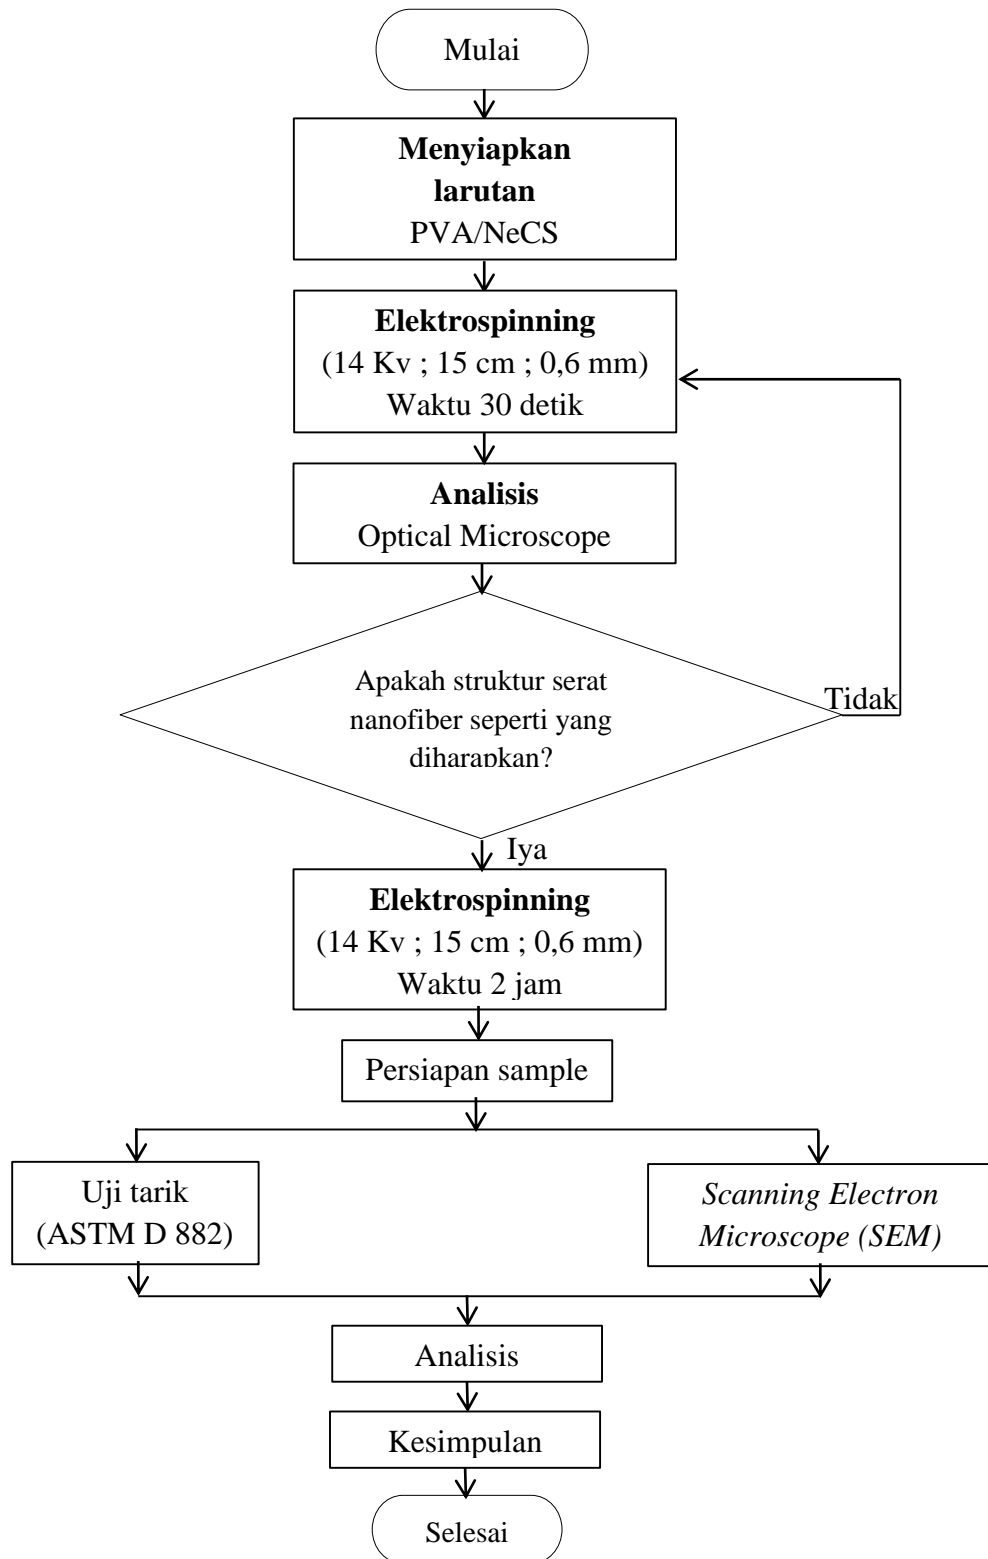 Mulai
Menyiapkan
larutan
PVA/NeCS
Elektrospinning
(14 Kv ; 15 cm ; 0,6 mm)
Waktu 30 detik
Analisis
Optical Microscope
Apakah struktur serat
nanofiber seperti yang
diharapkan?
Tidak
Iya
Elektrospinning
(14 Kv ; 15 cm ; 0,6 mm)
Waktu 2 jam
Persiapan sample
Uji tarik
(ASTM D 882)
Scanning Electron
Microscope (SEM)
Analisis
Kesimpulan
Selesai